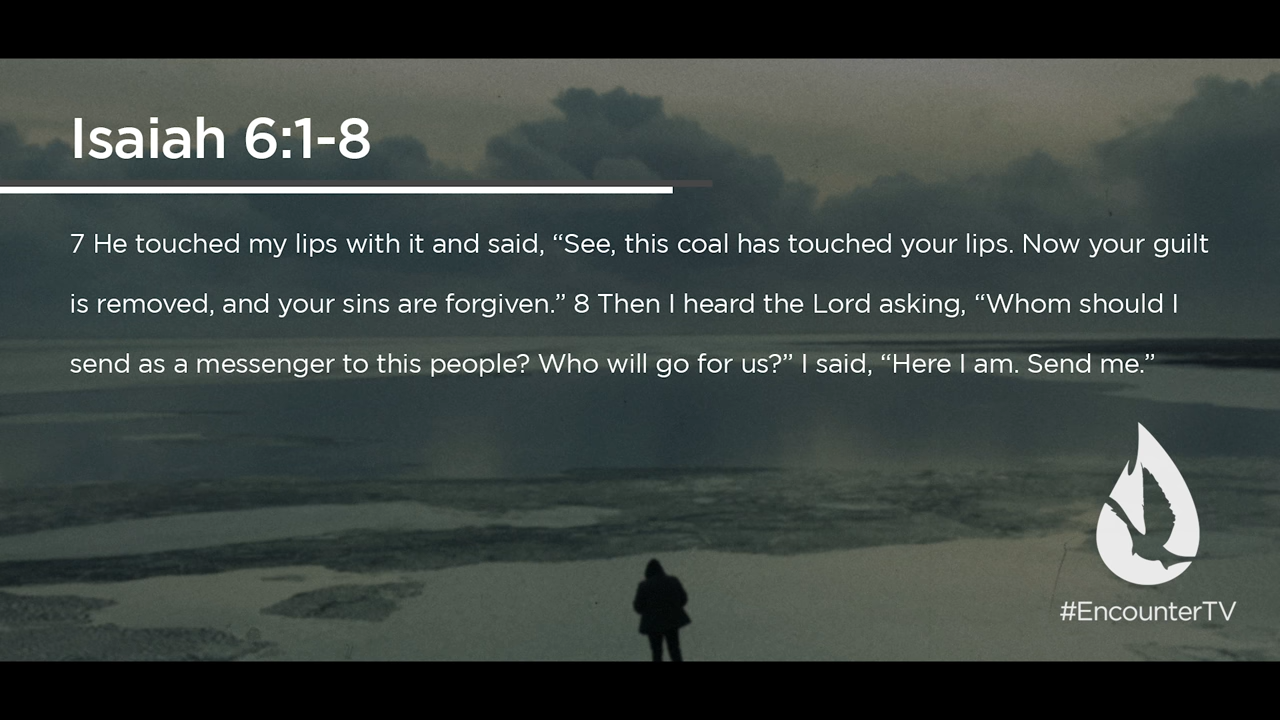 Isaiah 6:1-8
7 He touched my lips with it and said, “See, this coal has touched your lips. Now your guilt
is removed, and your sins are forgiven.” 8 Then I heard the Lord asking, “Whom should I
send as a messenger to this people? Who will go for us?” I said, “Here I am. Send me.”
#EncounterTV